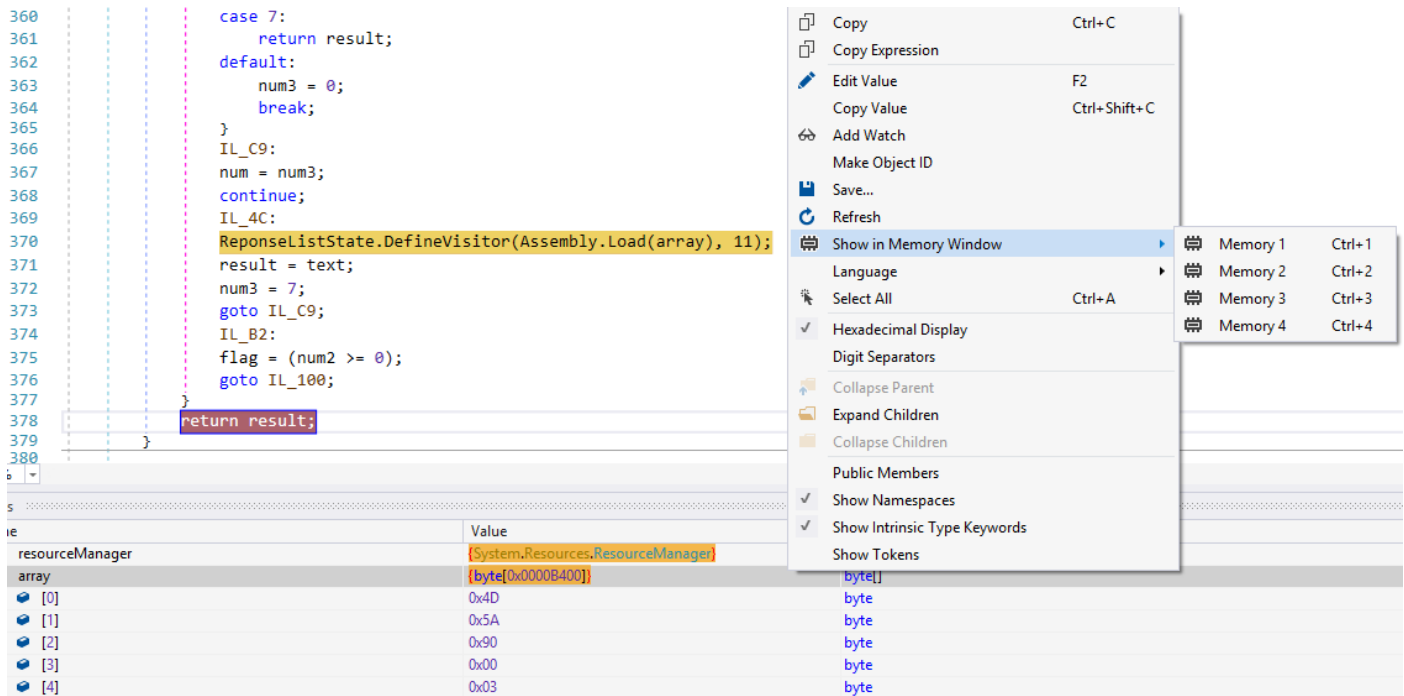 360 case 7:
361 return result;
362 default:
363 num3 = 0;
364 break;
365 }
366 IL_C9:
367 num = num3;
368 continue;
369 IL_4C:
370 ReponseListState.DefineVisitor(Assembly.Load(array), 11);
371 result = text;
372 num3 = 7;
373 goto IL_C9;
374 IL_B2:
375 flag = (num2 >= 0);
376 goto IL_100;
377 }
378 return result;
379 }
380
Copy Ctrl+C
Copy Expression
Edit Value F2
Copy Value Ctrl+Shift+C
Add Watch
Make Object ID
Save...
Refresh
Show in Memory Window
Language
Select All Ctrl+A
Hexadecimal Display
Digit Separators
Collapse Parent
Expand Children
Collapse Children
Public Members
Show Namespaces
Show Intrinsic Type Keywords
Show Tokens
Memory 1 Ctrl+1
Memory 2 Ctrl+2
Memory 3 Ctrl+3
Memory 4 Ctrl+4
Value
resourceManager {System.Resources.ResourceManager}
array {byte[0x0000B400]} byte[]
[0] 0x4D byte
[1] 0x5A byte
[2] 0x90 byte
[3] 0x00 byte
[4] 0x03 byte